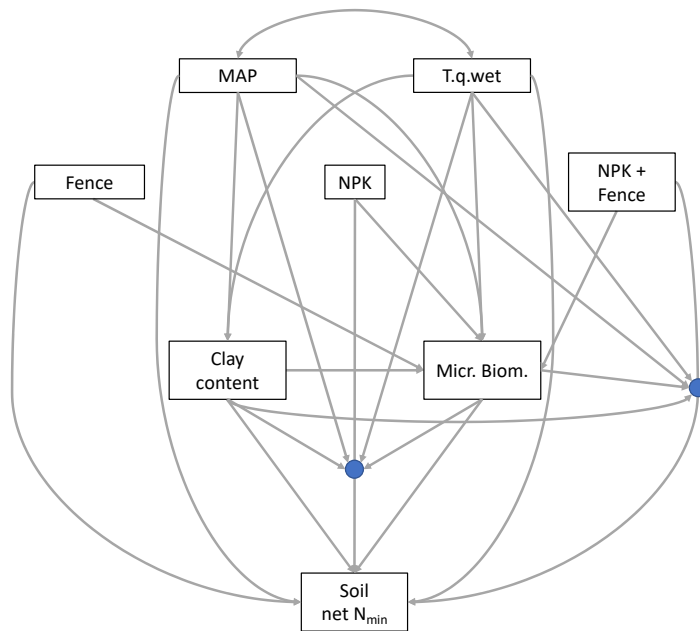 MAP
T.q.wet
Fence
NPK
NPK +
Fence
Clay
content
Micr. Biom.
Soil
net Nmin